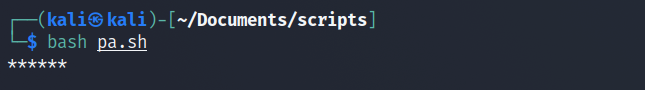 ┌──(kali㉿kali)-[~/Documents/scripts]
└─$ bash pa.sh
******